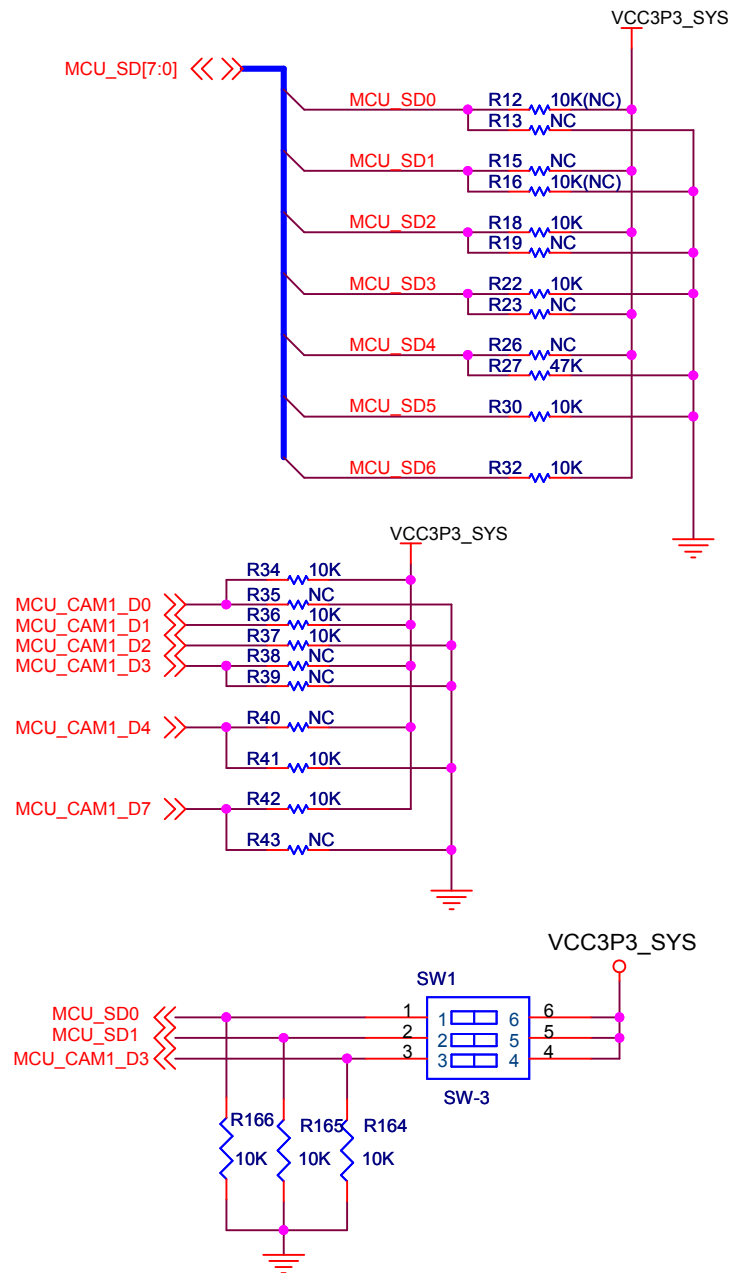 VCC3P3_SYS
MCU_SD[7:0]
MCU_SD0 R12 10K(NC)
R13 NC
MCU_SD1 R15 NC
R16 10K(NC)
MCU_SD2 R18 10K
R19 NC
MCU_SD3 R22 10K
R23 NC
MCU_SD4 R26 NC
R27 47K
MCU_SD5 R30 10K
MCU_SD6 R32 10K
VCC3P3_SYS
R34 10K
MCU_CAM1_D0 R35 NC
MCU_CAM1_D1 R36 10K
MCU_CAM1_D2 R37 10K
MCU_CAM1_D3 R38 NC
R39 NC
MCU_CAM1_D4 R40 NC
R41 10K
MCU_CAM1_D7 R42 10K
R43 NC
VCC3P3_SYS
SW1
MCU_SD0 1 1 6 6
MCU_SD1 2 2 5 5
MCU_CAM1_D3 3 3 4 4
SW-3
R166 R165 R164
10K 10K 10K